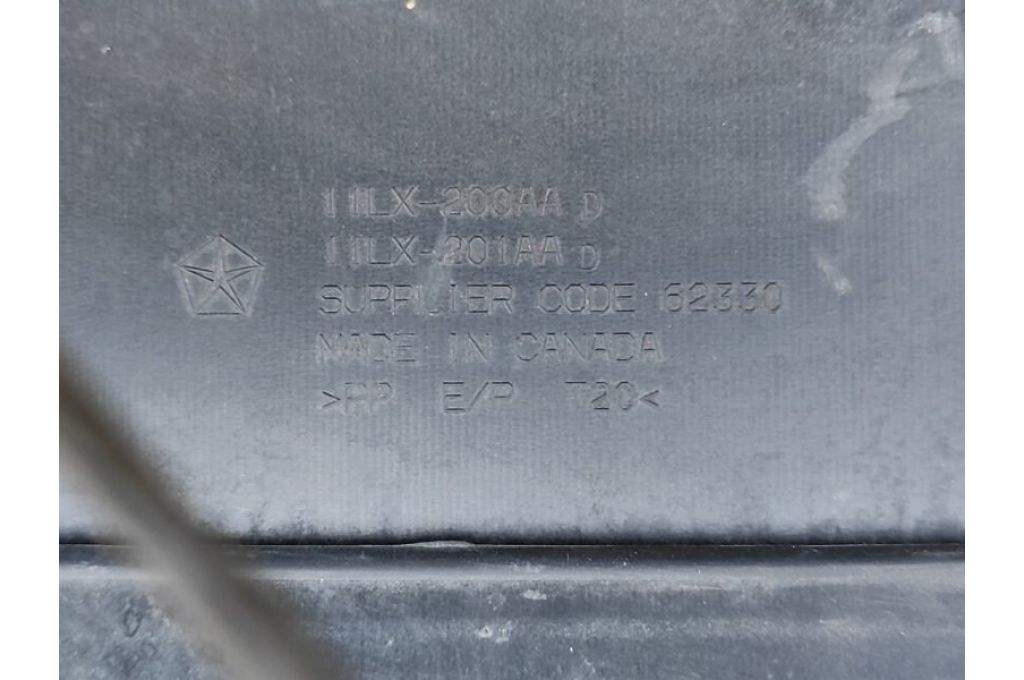 11LX-200AA D
11LX-201AA D
SUPPLIER CODE 62330
MADE IN CANADA
>PP E/P T20<